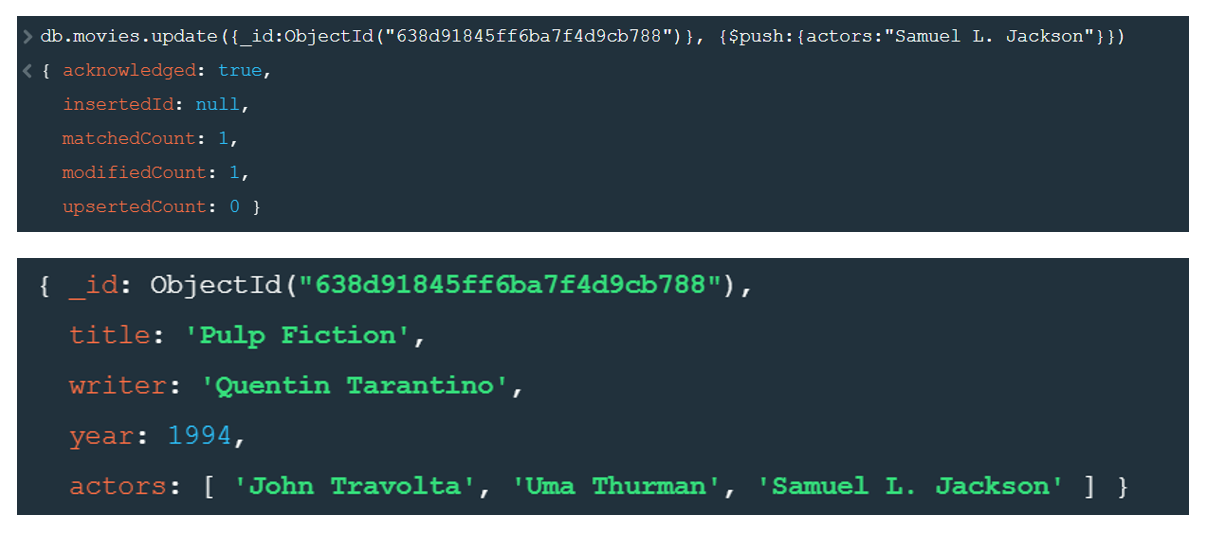 > db.movies.update({_id:ObjectId("638d91845ff6ba7f4d9cb788")}, {$push:{actors:"Samuel L. Jackson"}})
< { acknowledged: true,
insertedId: null,
matchedCount: 1,
modifiedCount: 1,
upsertedCount: 0 }
{ _id: ObjectId("638d91845ff6ba7f4d9cb788"),
title: 'Pulp Fiction',
writer: 'Quentin Tarantino',
year: 1994,
actors: [ 'John Travolta', 'Uma Thurman', 'Samuel L. Jackson' ] }